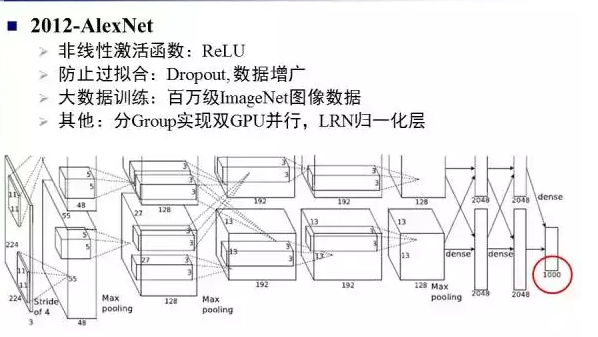 2012-AlexNet
非线性激活函数：ReLU
防止过拟合：Dropout, 数据增广
大数据训练：百万级ImageNet图像数据
其他：分Group实现双GPU并行，LRN归一化层
11
11
224
5
5
48
55
27
128
3
3
3
192
3
192
128
2048
2048
dense
5
5
55
11
11
224
3
Stride
of 4
48
Max
pooling
27
3
3
3
128
Max
pooling
13
13
3
3
192
13
13
3
3
192
13
13
128
Max
pooling
dense
2048
dense
2048
1000